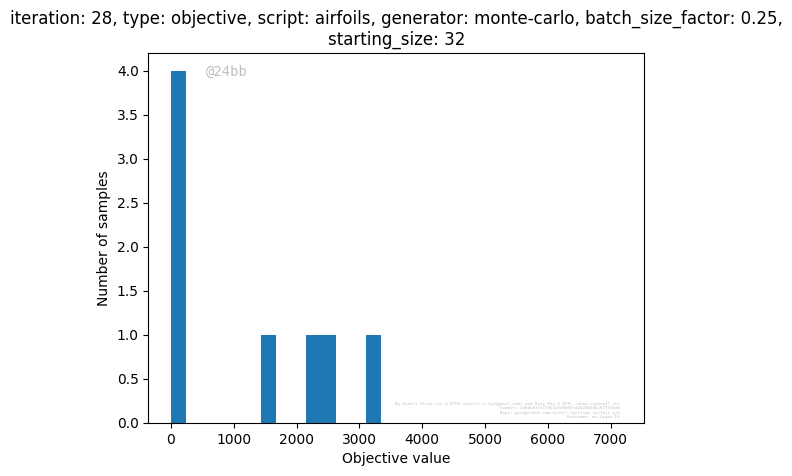 iteration: 28, type: objective, script: airfoils, generator: monte-carlo, batch_size_factor: 0.25,
starting_size: 32
@24bb
4.0
3.5
3.0
2.5
2.0
1.5
1.0
0.5
0.0
Number of samples
0 1000 2000 3000 4000 5000 6000 7000
Objective value